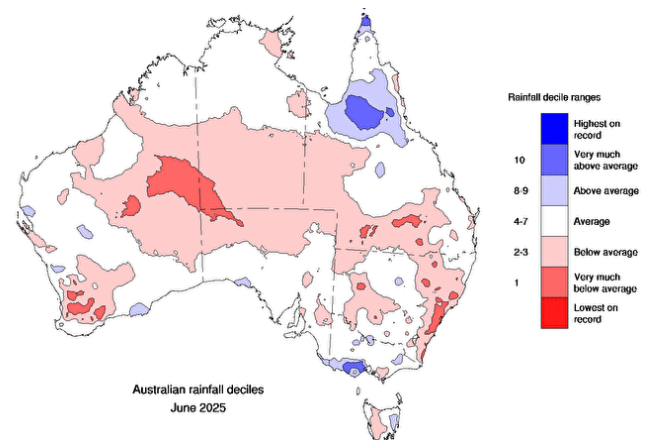 Rainfall decile ranges
Highest on
record
10 Very much
above average
8-9 Above average
4-7 Average
2-3 Below average
1 Very much
below average
Lowest on
record
Australian rainfall deciles
June 2025